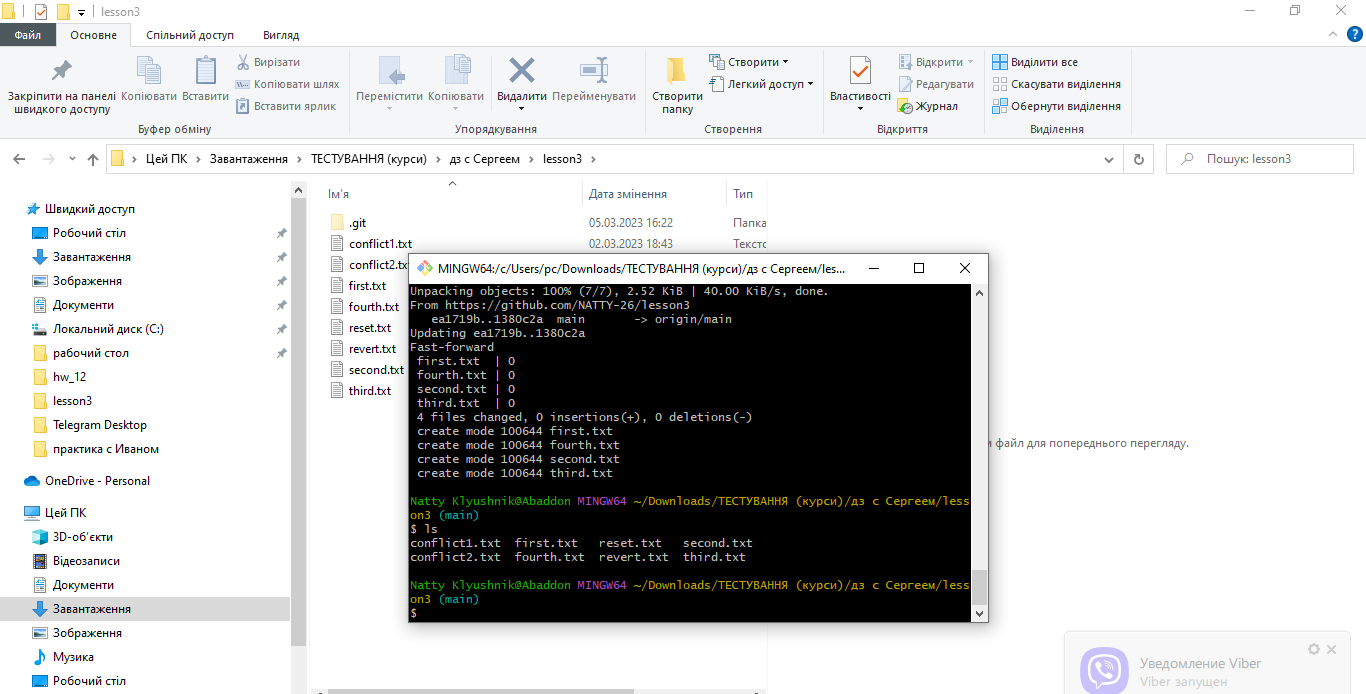 lesson3
Файл Основне Спільний доступ Вигляд
Закріпити на панелі швидкого доступу
Копіювати
Вставити
Вирізати
Копіювати шлях
Вставити ярлик
Буфер обміну
Перемістити
Копіювати
Видалити
Перейменувати
Упорядкування
Створити папку
Створити
Легкий доступ
Створення
Властивості
Відкрити
Редагувати
Журнал
Відкриття
Виділити все
Скасувати виділення
Обернути виділення
Виділення
Цей ПК › Завантаження › ТЕСТУВАННЯ (курси) › дз с Сергеем › lesson3 ›
Пошук: lesson3
Швидкий доступ
Робочий стіл
Завантаження
Зображення
Документи
Локальний диск (C:)
рабочий стол
hw_12
lesson3
Telegram Desktop
практика с Иваном
OneDrive - Personal
Цей ПК
3D-об'єкти
Відеозаписи
Документи
Завантаження
Зображення
Музика
Робочий стіл
Ім'я Дата змінення Тип
.git 05.03.2023 16:22 Папка
conflict1.txt 02.03.2023 18:43
conflict2.tx
first.txt
fourth.txt
reset.txt
revert.txt
second.txt
third.txt
файл для попереднього перегляду.
MINGW64:/c/Users/pc/Downloads/ТЕСТУВАННЯ (курси)/дз с Сергеем/les...
Unpacking objects: 100% (7/7), 2.52 KiB | 40.00 KiB/s, done.
From https://github.com/NATTY-26/lesson3
ea1719b..1380c2a main -> origin/main
Updating ea1719b..1380c2a
Fast-forward
first.txt | 0
fourth.txt | 0
second.txt | 0
third.txt | 0
4 files changed, 0 insertions(+), 0 deletions(-)
create mode 100644 first.txt
create mode 100644 fourth.txt
create mode 100644 second.txt
create mode 100644 third.txt
Natty Klyushnik@Abaddon MINGW64 ~/Downloads/ТЕСТУВАННЯ (курси)/дз с Сергеем/less
on3 (main)
$ ls
conflict1.txt first.txt reset.txt second.txt
conflict2.txt fourth.txt revert.txt third.txt
Natty Klyushnik@Abaddon MINGW64 ~/Downloads/ТЕСТУВАННЯ (курси)/дз с Сергеем/less
on3 (main)
$
Уведомление Viber
Viber запущен